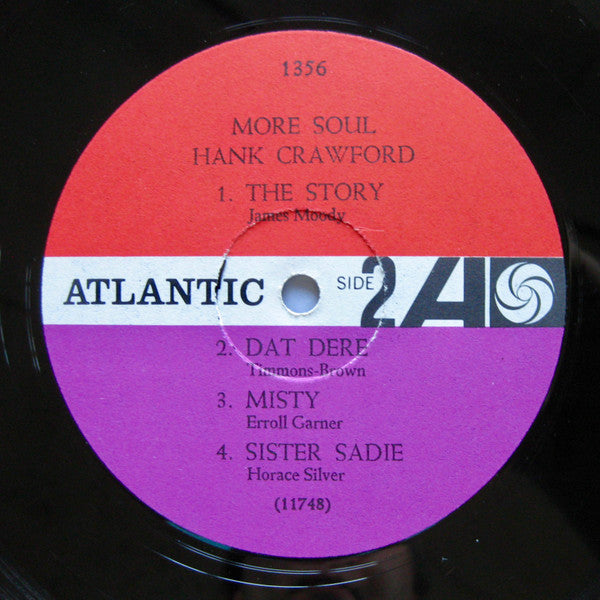 1356
MORE SOUL
HANK CRAWFORD
1. THE STORY
James Moody
ATLANTIC SIDE 2 A
2. DAT DERE
Timmons-Brown
3. MISTY
Erroll Garner
4. SISTER SADIE
Horace Silver
(11748)